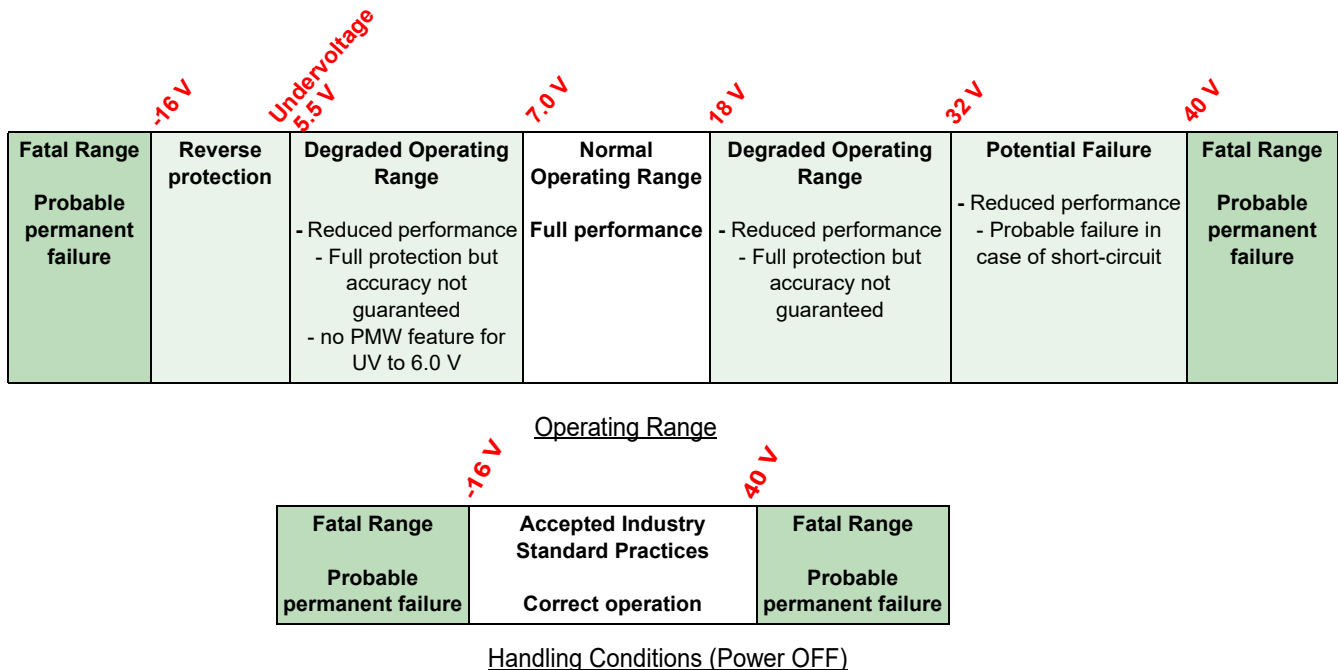 -16 V
Undervoltage
5.5 V
7.0 V
18 V
32 V
40 V
Fatal Range
Probable
permanent
failure
Reverse
protection
Degraded Operating
Range
- Reduced performance
- Full protection but
accuracy not
guaranteed
- no PMW feature for
UV to 6.0 V
Normal
Operating Range
Full performance
Degraded Operating
Range
- Reduced performance
- Full protection but
accuracy not
guaranteed
Potential Failure
- Reduced performance
- Probable failure in
case of short-circuit
Fatal Range
Probable
permanent
failure
Operating Range
-16 V
40 V
Fatal Range
Probable
permanent failure
Accepted Industry
Standard Practices
Correct operation
Fatal Range
Probable
permanent failure
Handling Conditions (Power OFF)